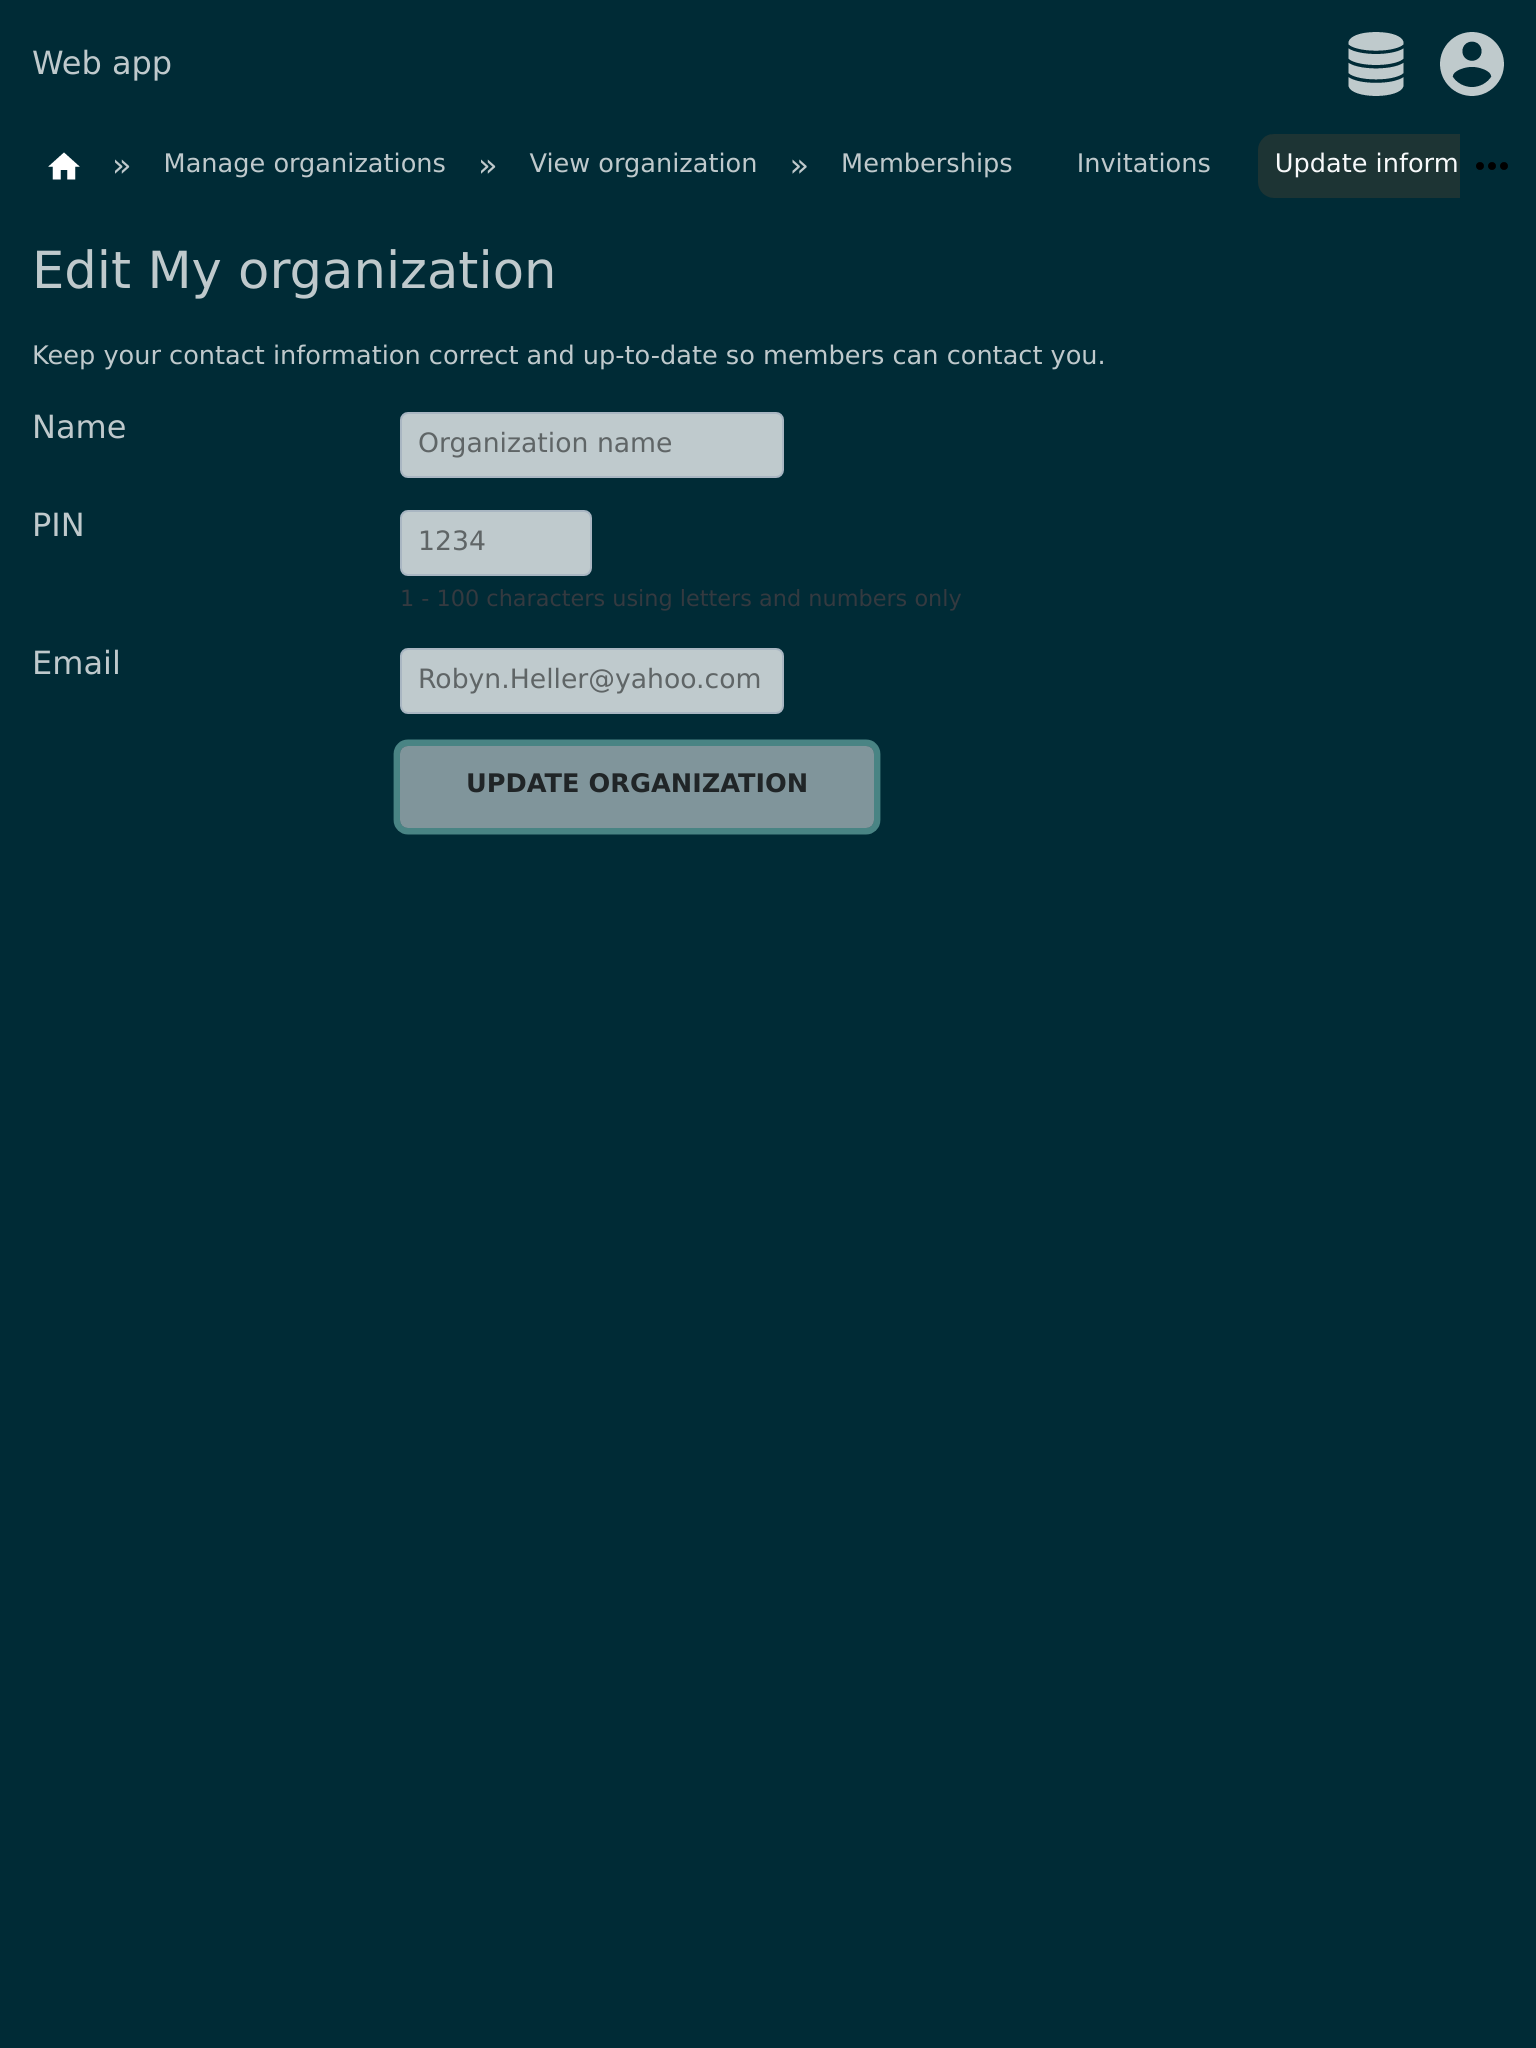 Web app
» Manage organizations » View organization » Memberships Invitations Update inform
Edit My organization
Keep your contact information correct and up-to-date so members can contact you.
Name
Organization name
PIN
1234
1 - 100 characters using letters and numbers only
Email
Robyn.Heller@yahoo.com
UPDATE ORGANIZATION